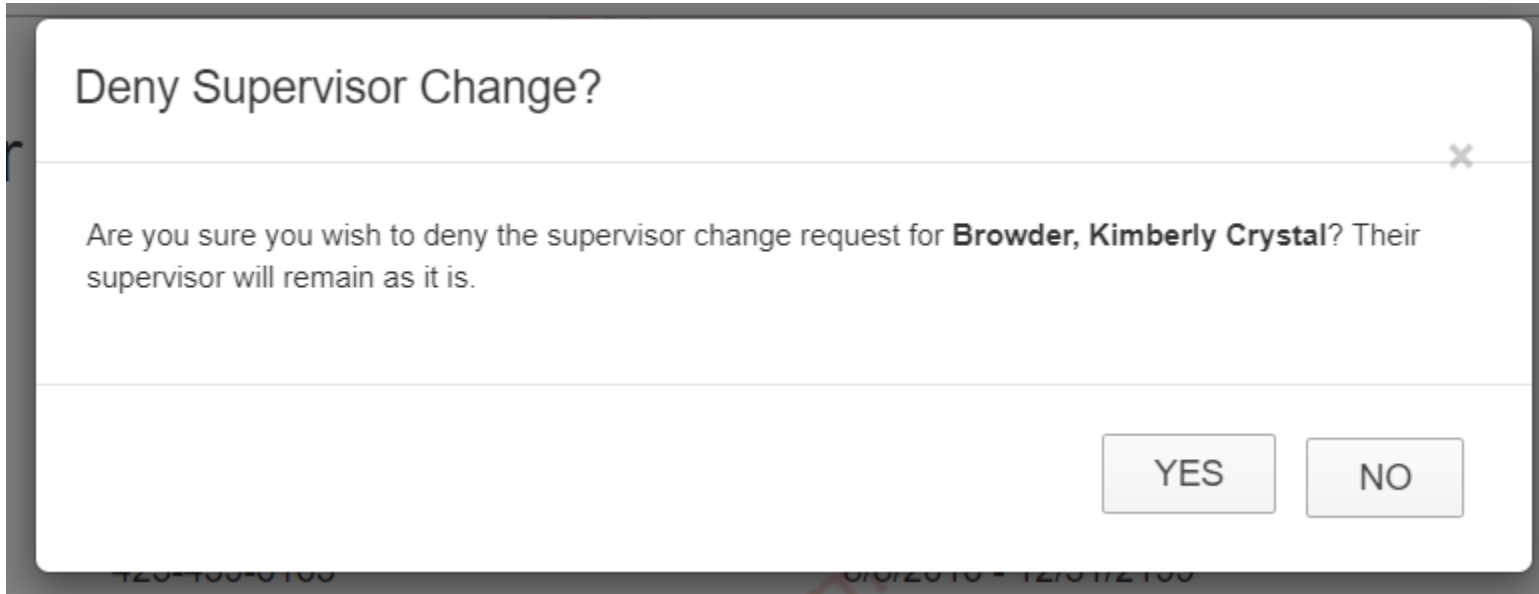 Deny Supervisor Change?
Are you sure you wish to deny the supervisor change request for Browder, Kimberly Crystal? Their
supervisor will remain as it is.
YES
NO